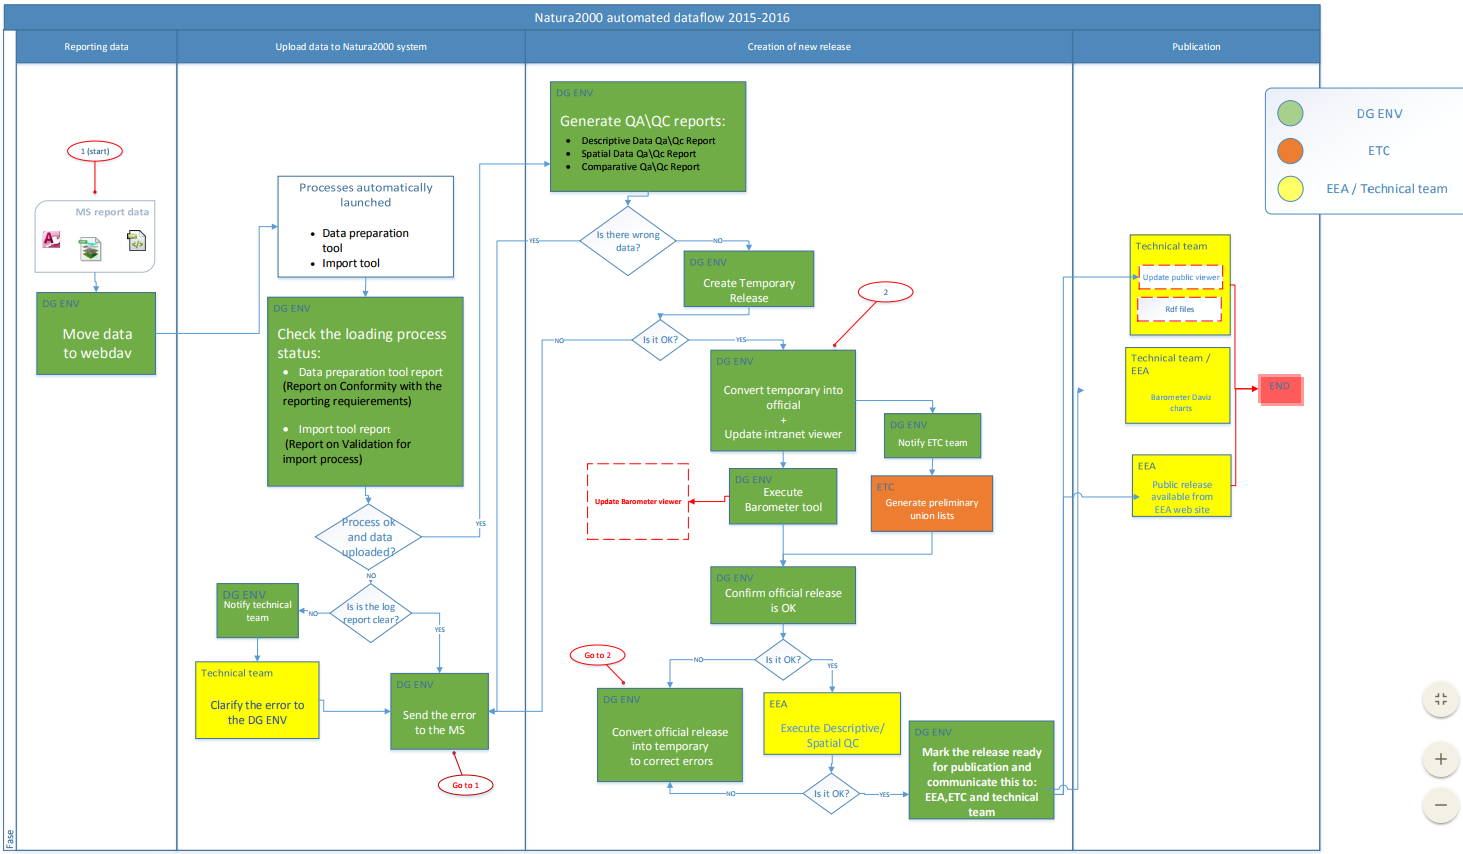 Natura2000 automated dataflow 2015-2016
Reporting data
Upload data to Natura2000 system
Creation of new release
Publication
Fase
1 (start)
MS report data
DG ENV
Move data
to webdav
Processes automatically
launched
• Data preparation
tool
• Import tool
DG ENV
Check the loading process
status:
• Data preparation tool report
(Report on Conformity with the
reporting requierements)
• Import tool report
(Report on Validation for
import process)
Process ok
and data
uploaded?
YES
NO
Is is the log
report clear?
NO
YES
DG ENV
Notify technical
team
Technical team
Clarify the error to
the DG ENV
DG ENV
Send the error
to the MS
Go to 1
DG ENV
Generate QA\QC reports:
• Descriptive Data Qa\Qc Report
• Spatial Data Qa\Qc Report
• Comparative Qa\Qc Report
Is there wrong
data?
YES
NO
DG ENV
Create Temporary
Release
Is it OK?
NO
YES
2
DG ENV
Convert temporary into
official
+
Update intranet viewer
DG ENV
Notify ETC team
ETC
Generate preliminary
union lists
DG ENV
Execute
Barometer tool
Update Barometer viewer
DG ENV
Confirm official release
is OK
Is it OK?
NO
YES
Go to 2
DG ENV
Convert official release
into temporary
to correct errors
EEA
Execute Descriptive/
Spatial QC
Is it OK?
NO
YES
DG ENV
Mark the release ready
for publication and
communicate this to:
EEA,ETC and technical
team
Technical team
Update public viewer
Rdf files
Technical team /
EEA
Barometer Daviz
charts
EEA
Public release
available from
EEA web site
END
DG ENV
ETC
EEA / Technical team